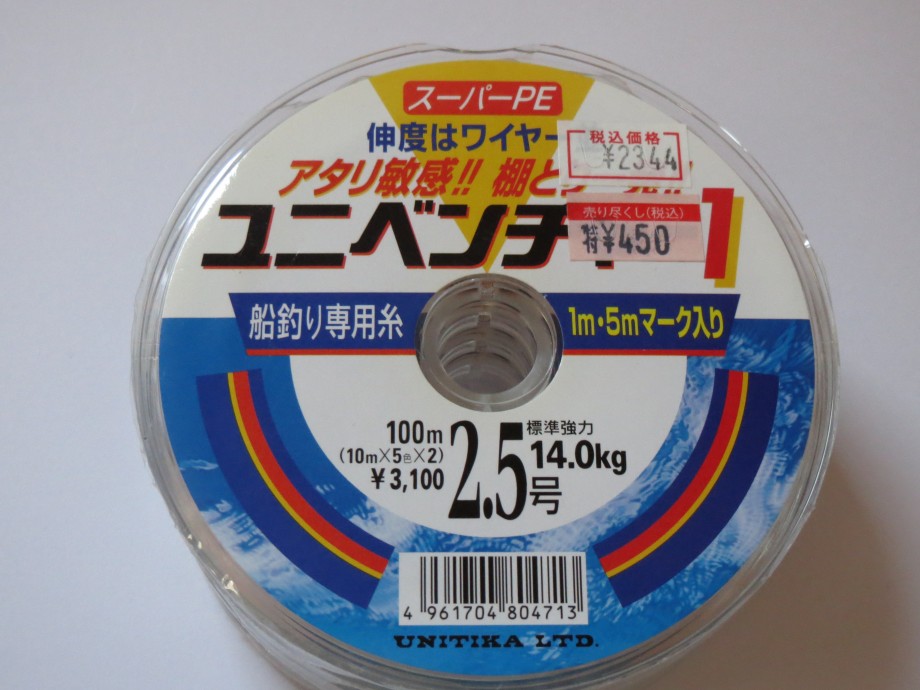 スーパーPE
伸度はワイヤー
アタリ敏感!! 棚と
ユニベンチャー1
税込価格
¥2344
売り尽くし(税込)
¥450
船釣り専用糸
1m・5mマーク入り
100m
(10m×5色×2)
¥3,100
2.5号
標準強力
14.0kg
4 961704 804713
UNITIKA LTD.